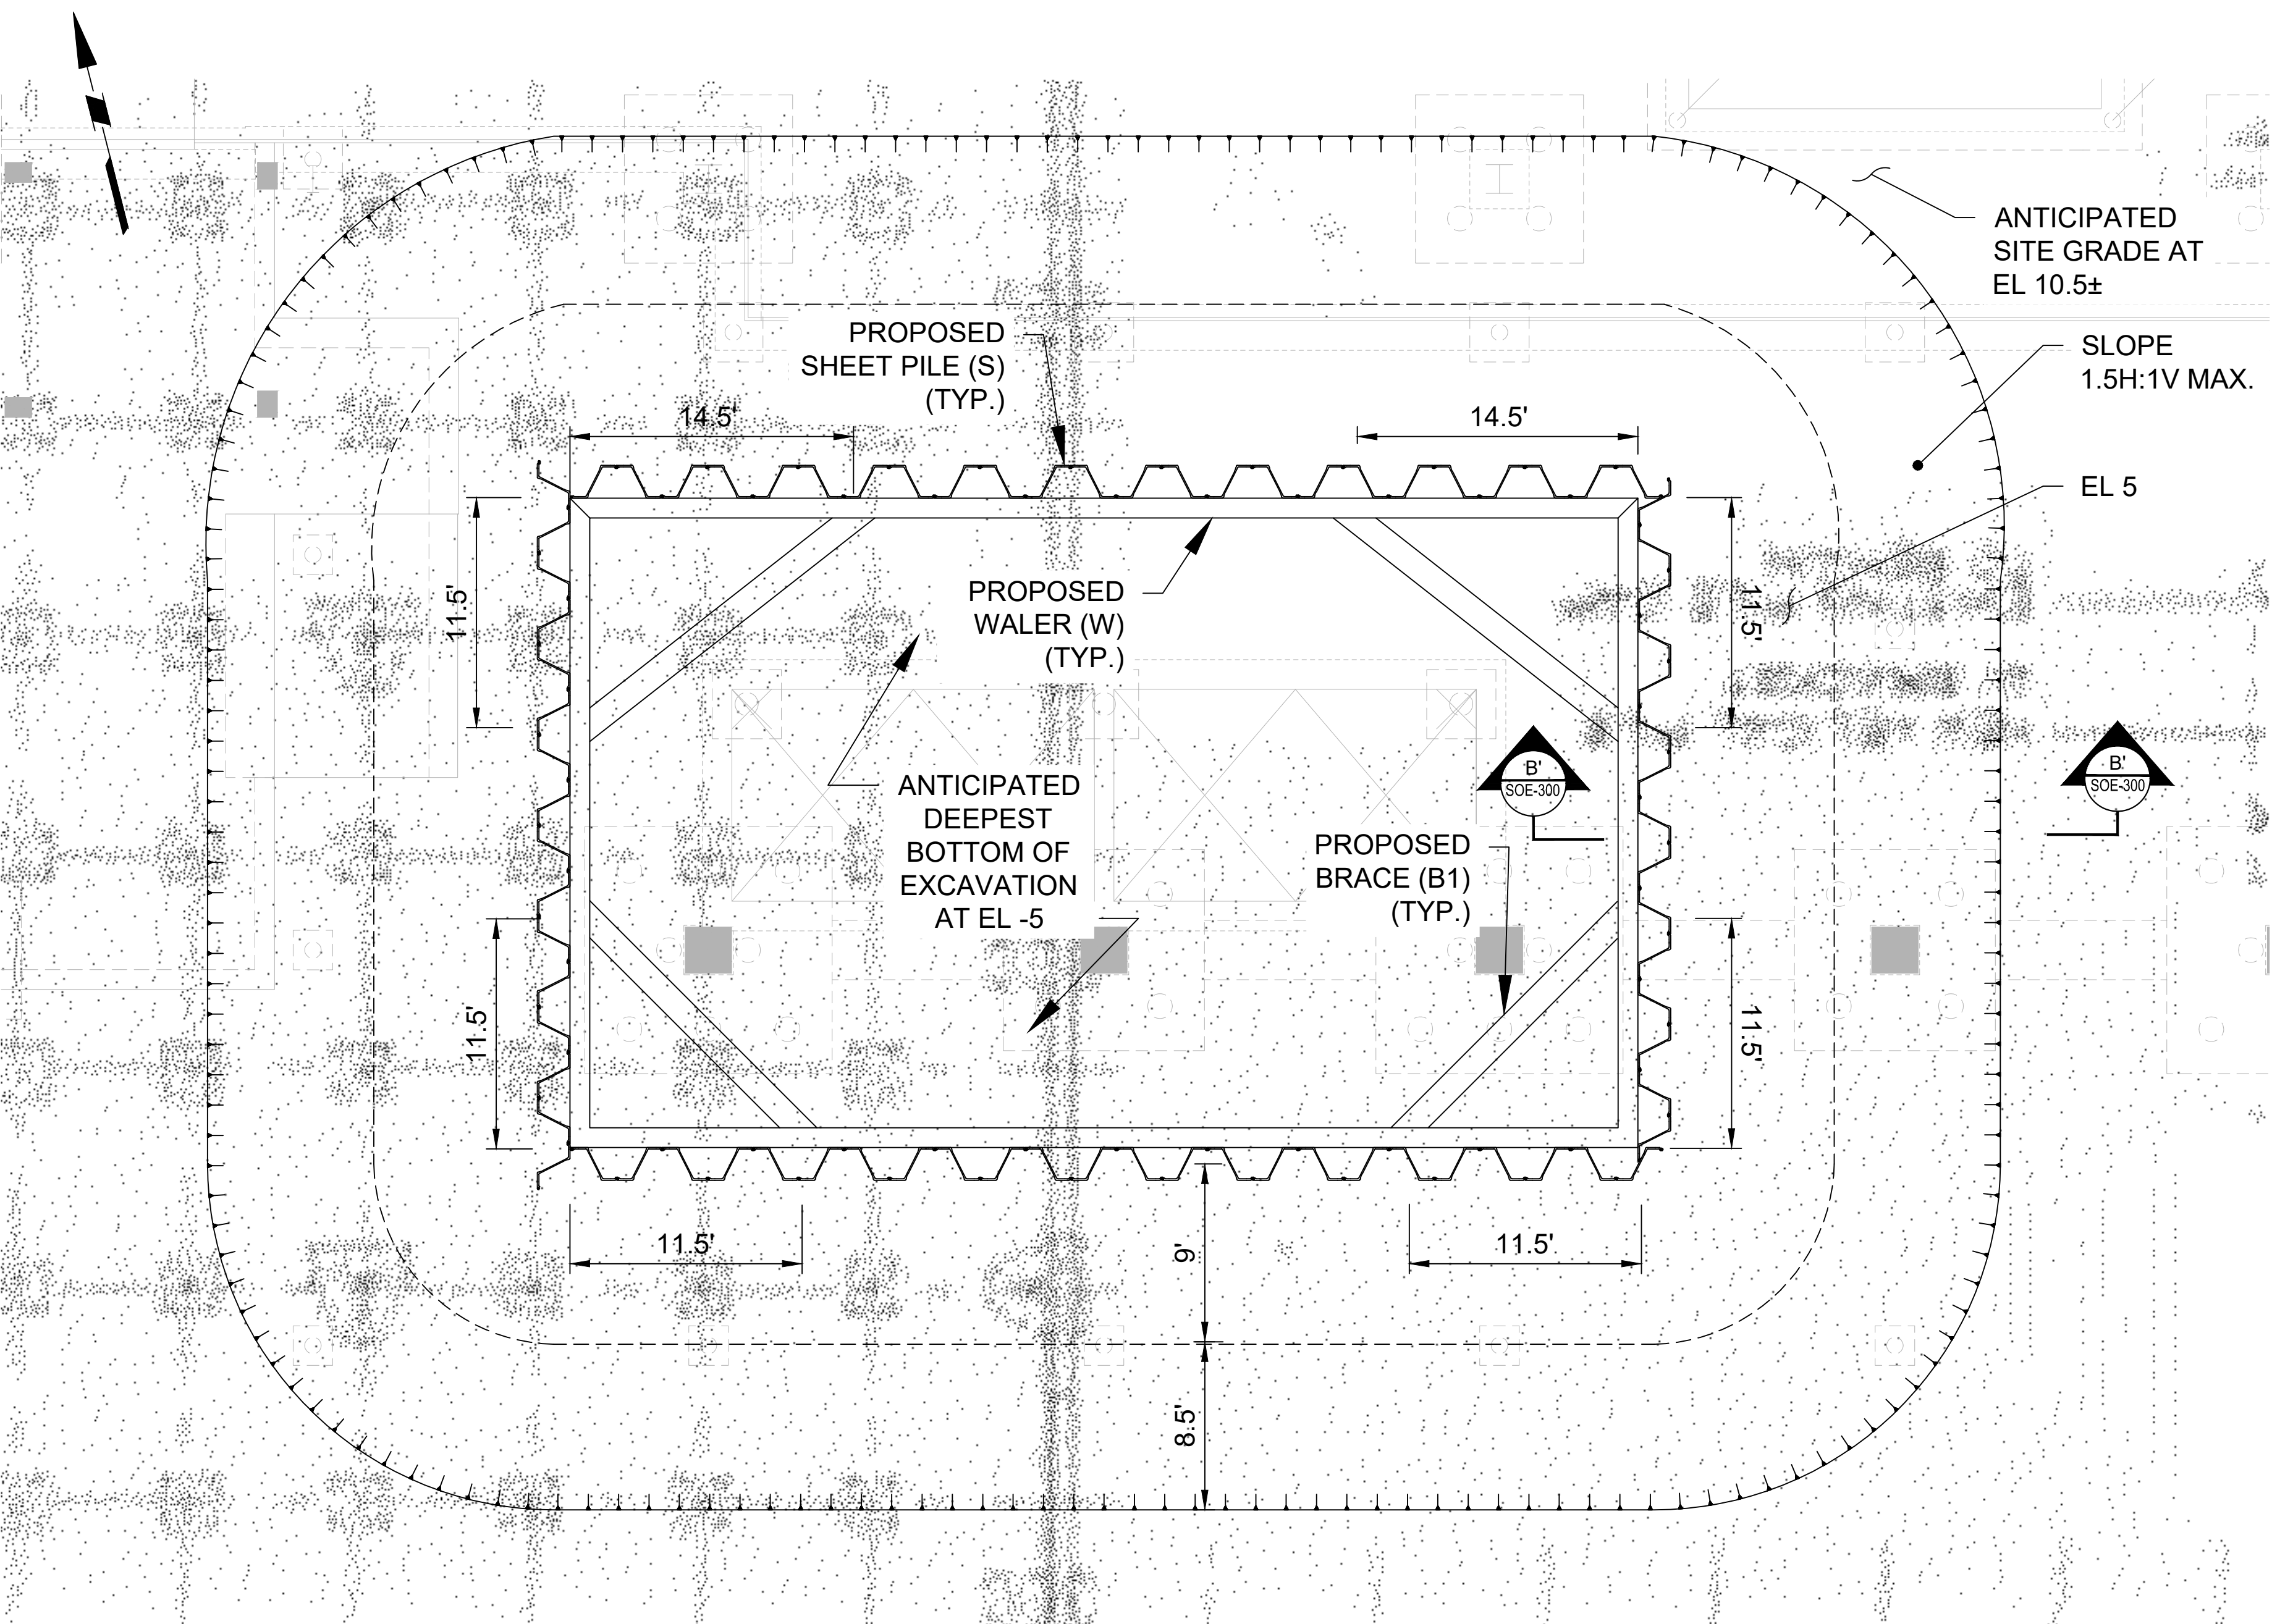 ANTICIPATED
SITE GRADE AT
EL 10.5±
PROPOSED
SHEET PILE (S)
(TYP.)
SLOPE
1.5H:1V MAX.
14.5'
14.5'
EL 5
11.5'
PROPOSED
WALER (W)
(TYP.)
11.5'
ANTICIPATED
DEEPEST
BOTTOM OF
EXCAVATION
AT EL -5
B'
SOE-300
B'
SOE-300
PROPOSED
BRACE (B1)
(TYP.)
11.5'
11.5'
11.5'
9'
11.5'
8.5'